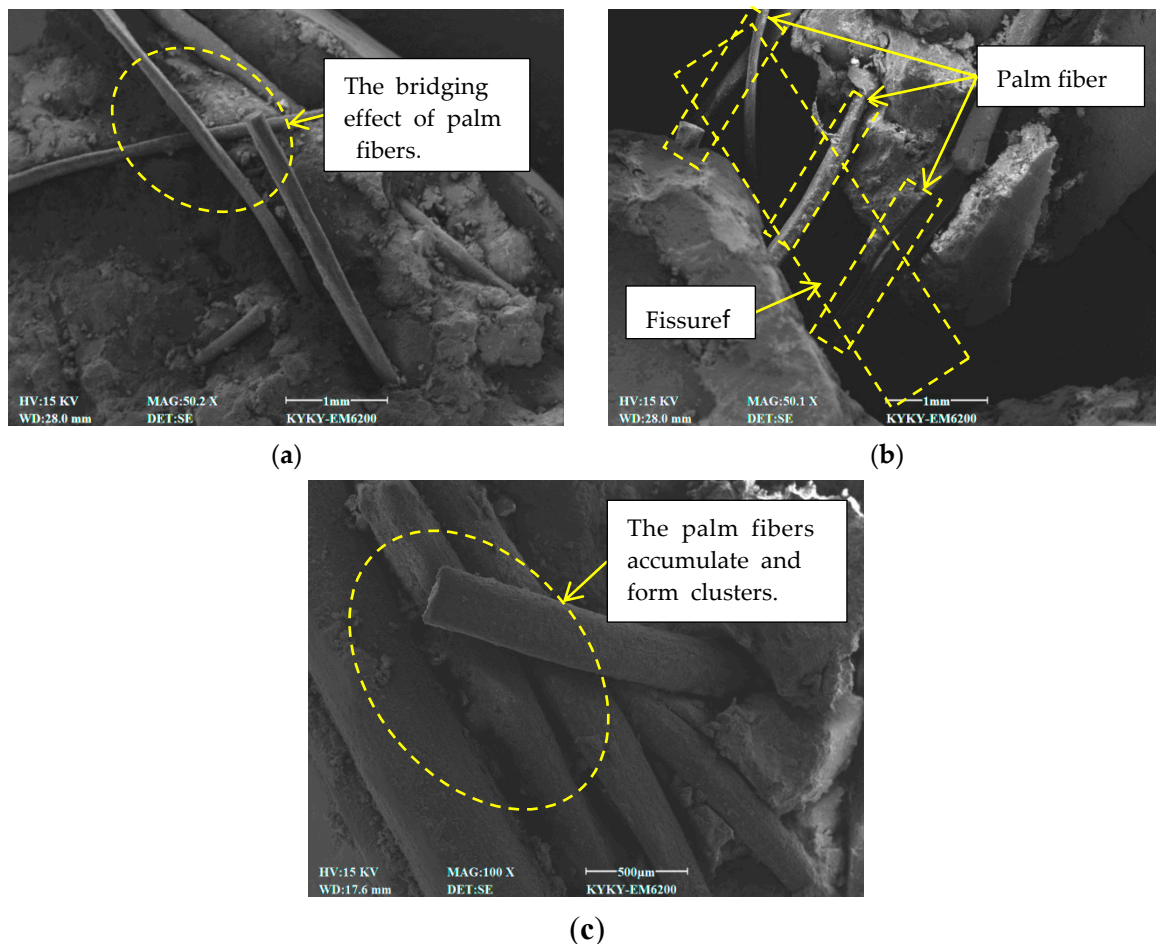 The bridging
effect of palm
fibers.
HV:15 KV
MAG:50.2 X
1mm
WD:28.0 mm
DET:SE
KYKY-EM6200
(a)
Palm fiber
Fissuref
HV:15 KV
MAG:50.1 X
1mm
WD:28.0 mm
DET:SE
KYKY-EM6200
(b)
The palm fibers
accumulate and
form clusters.
HV:15 KV
MAG:100 X
500µm
WD:17.6 mm
DET:SE
KYKY-EM6200
(c)